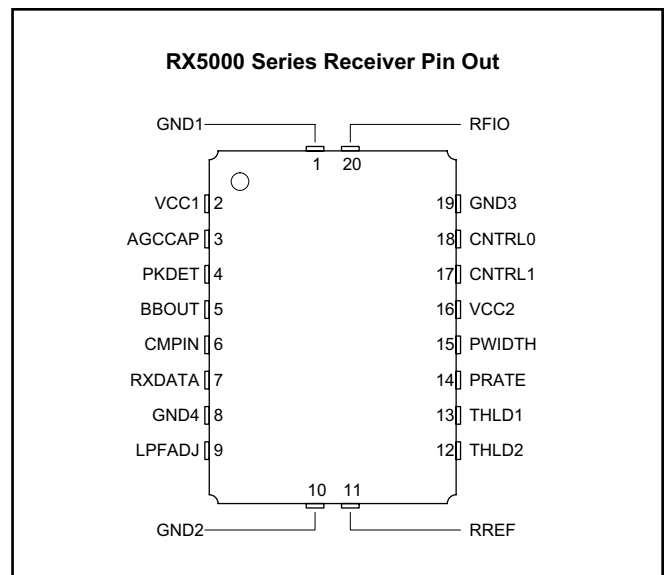 RX5000 Series Receiver Pin Out
GND1 RFIO
1 20
VCC1 2 19 GND3
AGCCAP 3 18 CNTRL0
PKDET 4 17 CNTRL1
BBOUT 5 16 VCC2
CMPIN 6 15 PWIDTH
RXDATA 7 14 PRATE
GND4 8 13 THLD1
LPFADJ 9 12 THLD2
10 11
GND2 RREF